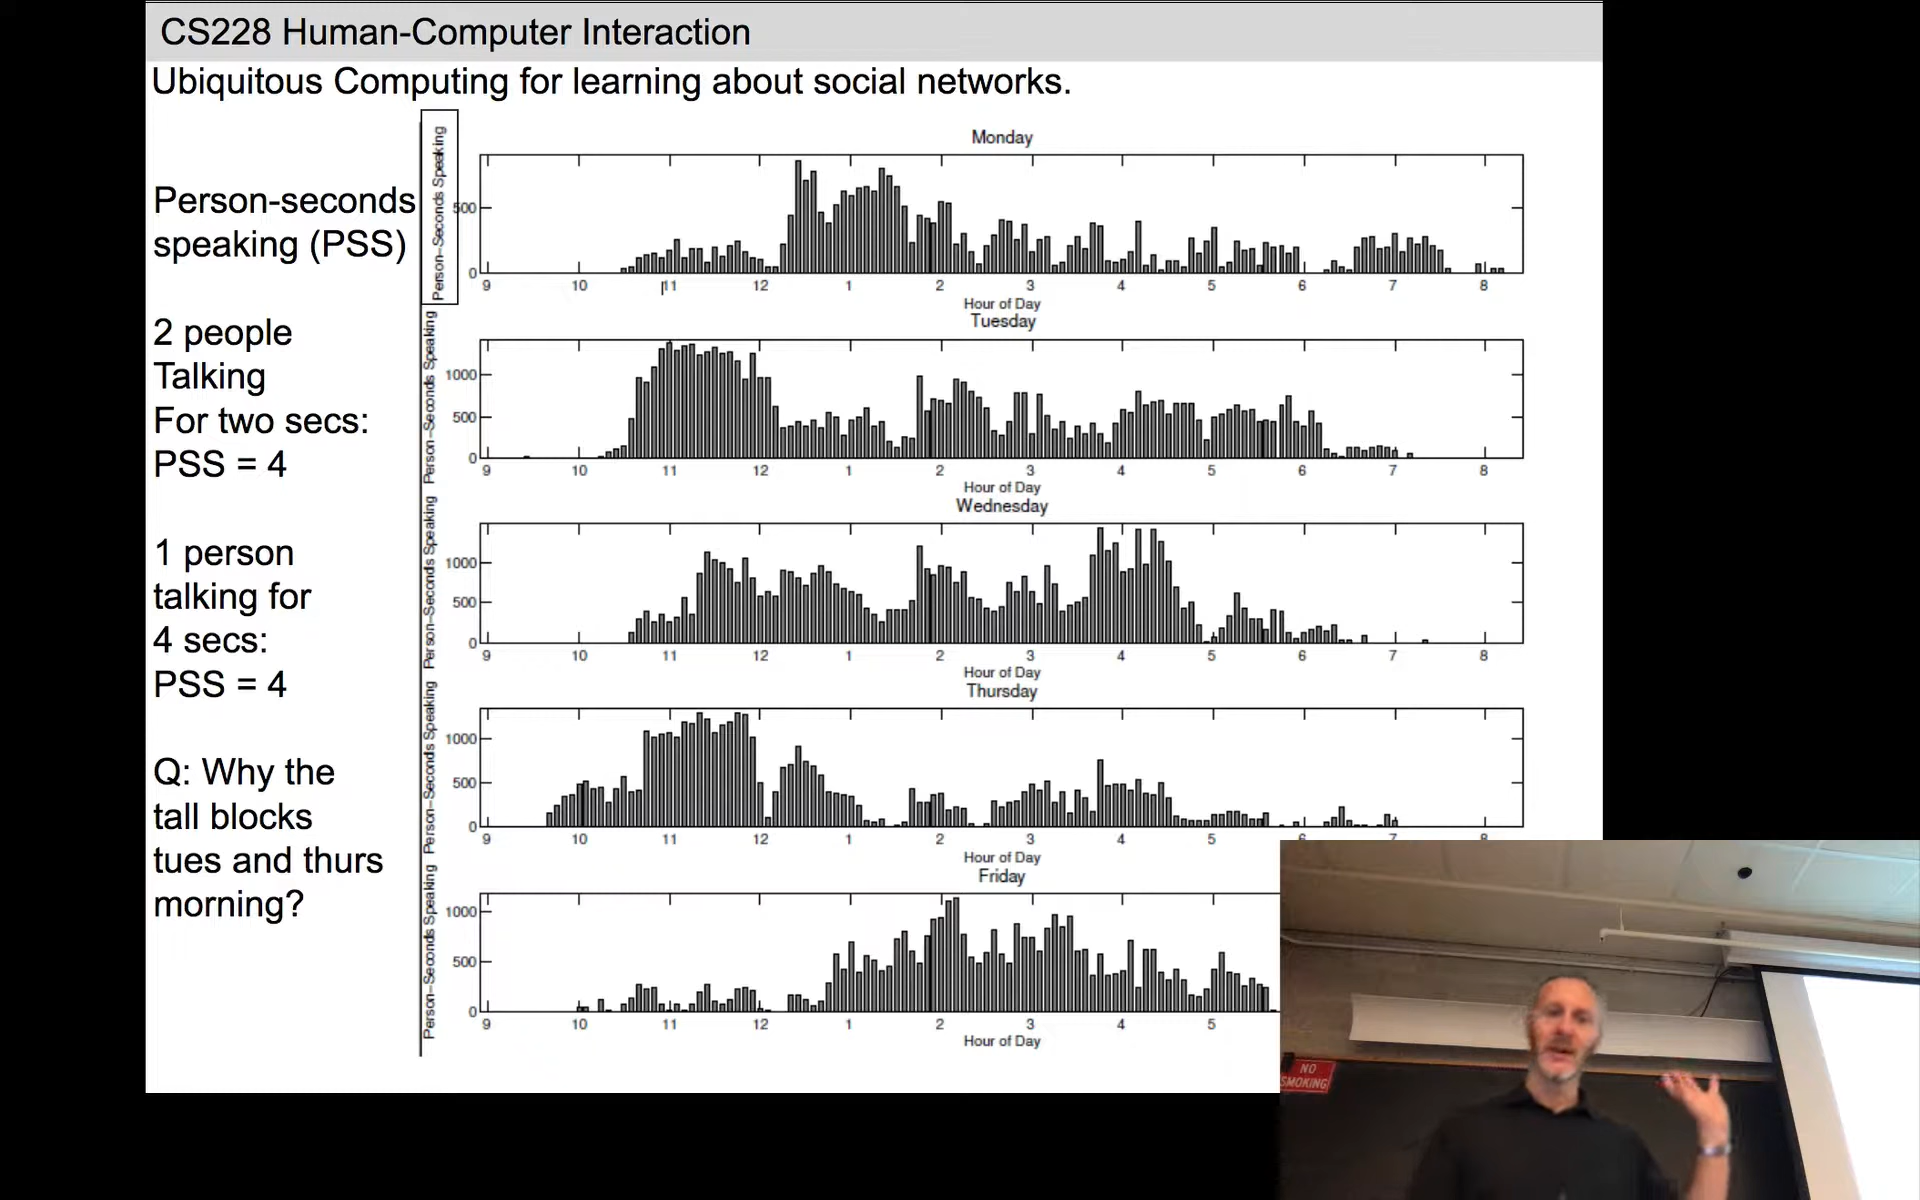 CS228 Human-Computer Interaction
Ubiquitous Computing for learning about social networks.
Person-seconds
speaking (PSS)
2 people
Talking
For two secs:
PSS = 4
1 person
talking for
4 secs:
PSS = 4
Q: Why the
tall blocks
tues and thurs
morning?
Monday
Person-Seconds Speaking
500
0
9 10 11 12 1 2 3 4 5 6 7 8
Hour of Day
Tuesday
Person-Seconds Speaking
1000
500
0
9 10 11 12 1 2 3 4 5 6 7 8
Hour of Day
Wednesday
Person-Seconds Speaking
1000
500
0
9 10 11 12 1 2 3 4 5 6 7 8
Hour of Day
Thursday
Person-Seconds Speaking
1000
500
0
9 10 11 12 1 2 3 4 5 6 7 8
Hour of Day
Friday
Person-Seconds Speaking
1000
500
0
9 10 11 12 1 2 3 4 5
Hour of Day
NO
SMOKING